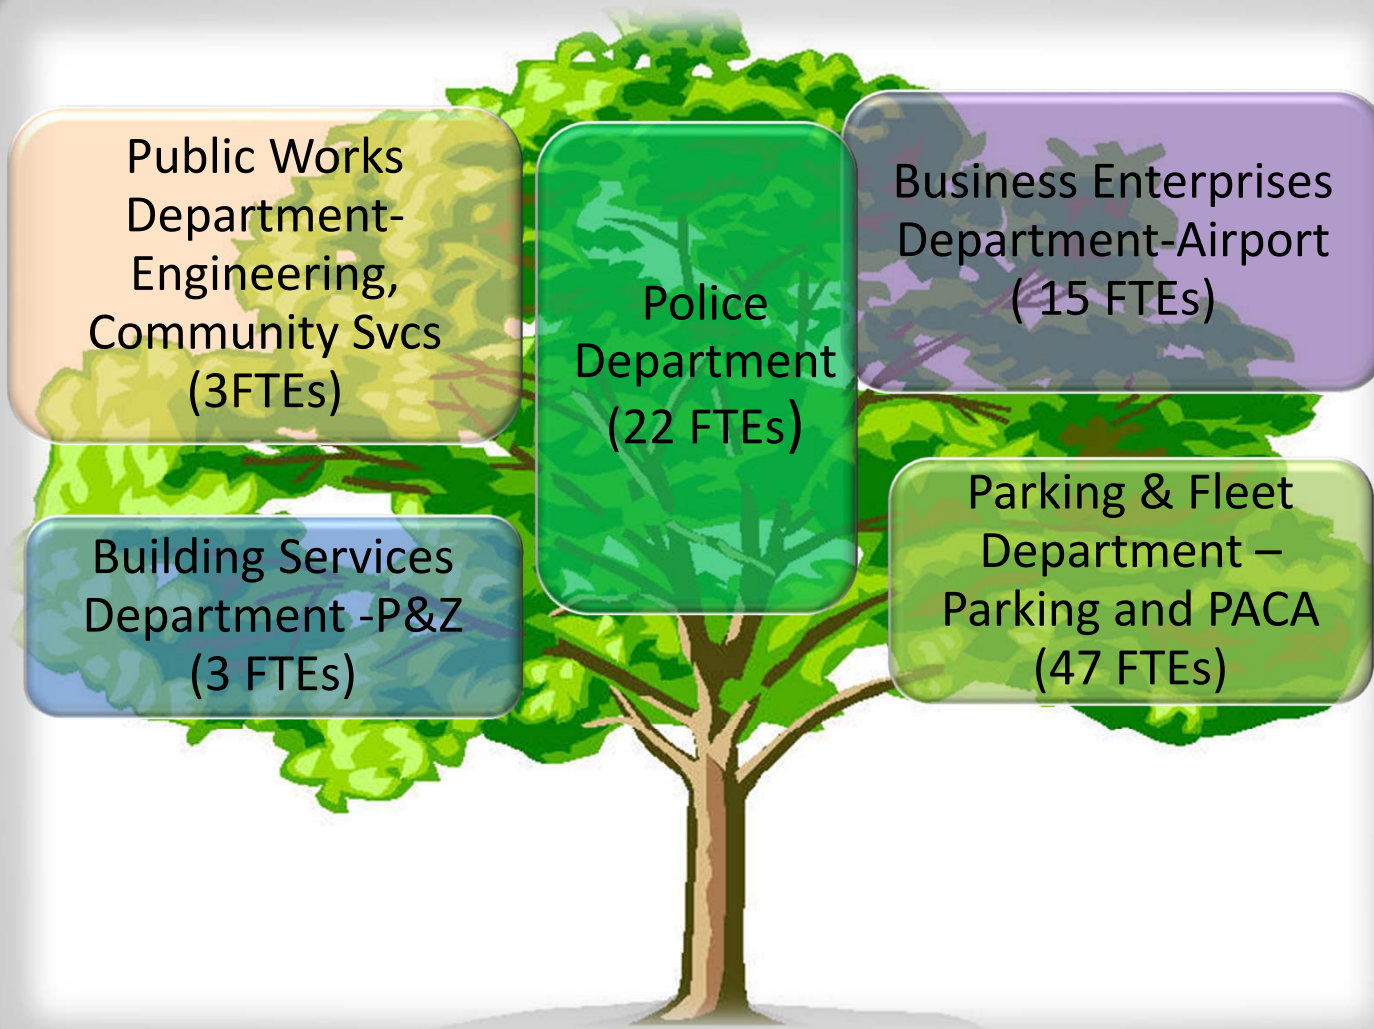 Public Works
Department-
Engineering,
Community Svcs
(3FTEs)
Police
Department
(22 FTEs)
Business Enterprises
Department-Airport
( 15 FTEs)
Building Services
Department -P&Z
(3 FTEs)
Parking & Fleet
Department –
Parking and PACA
(47 FTEs)